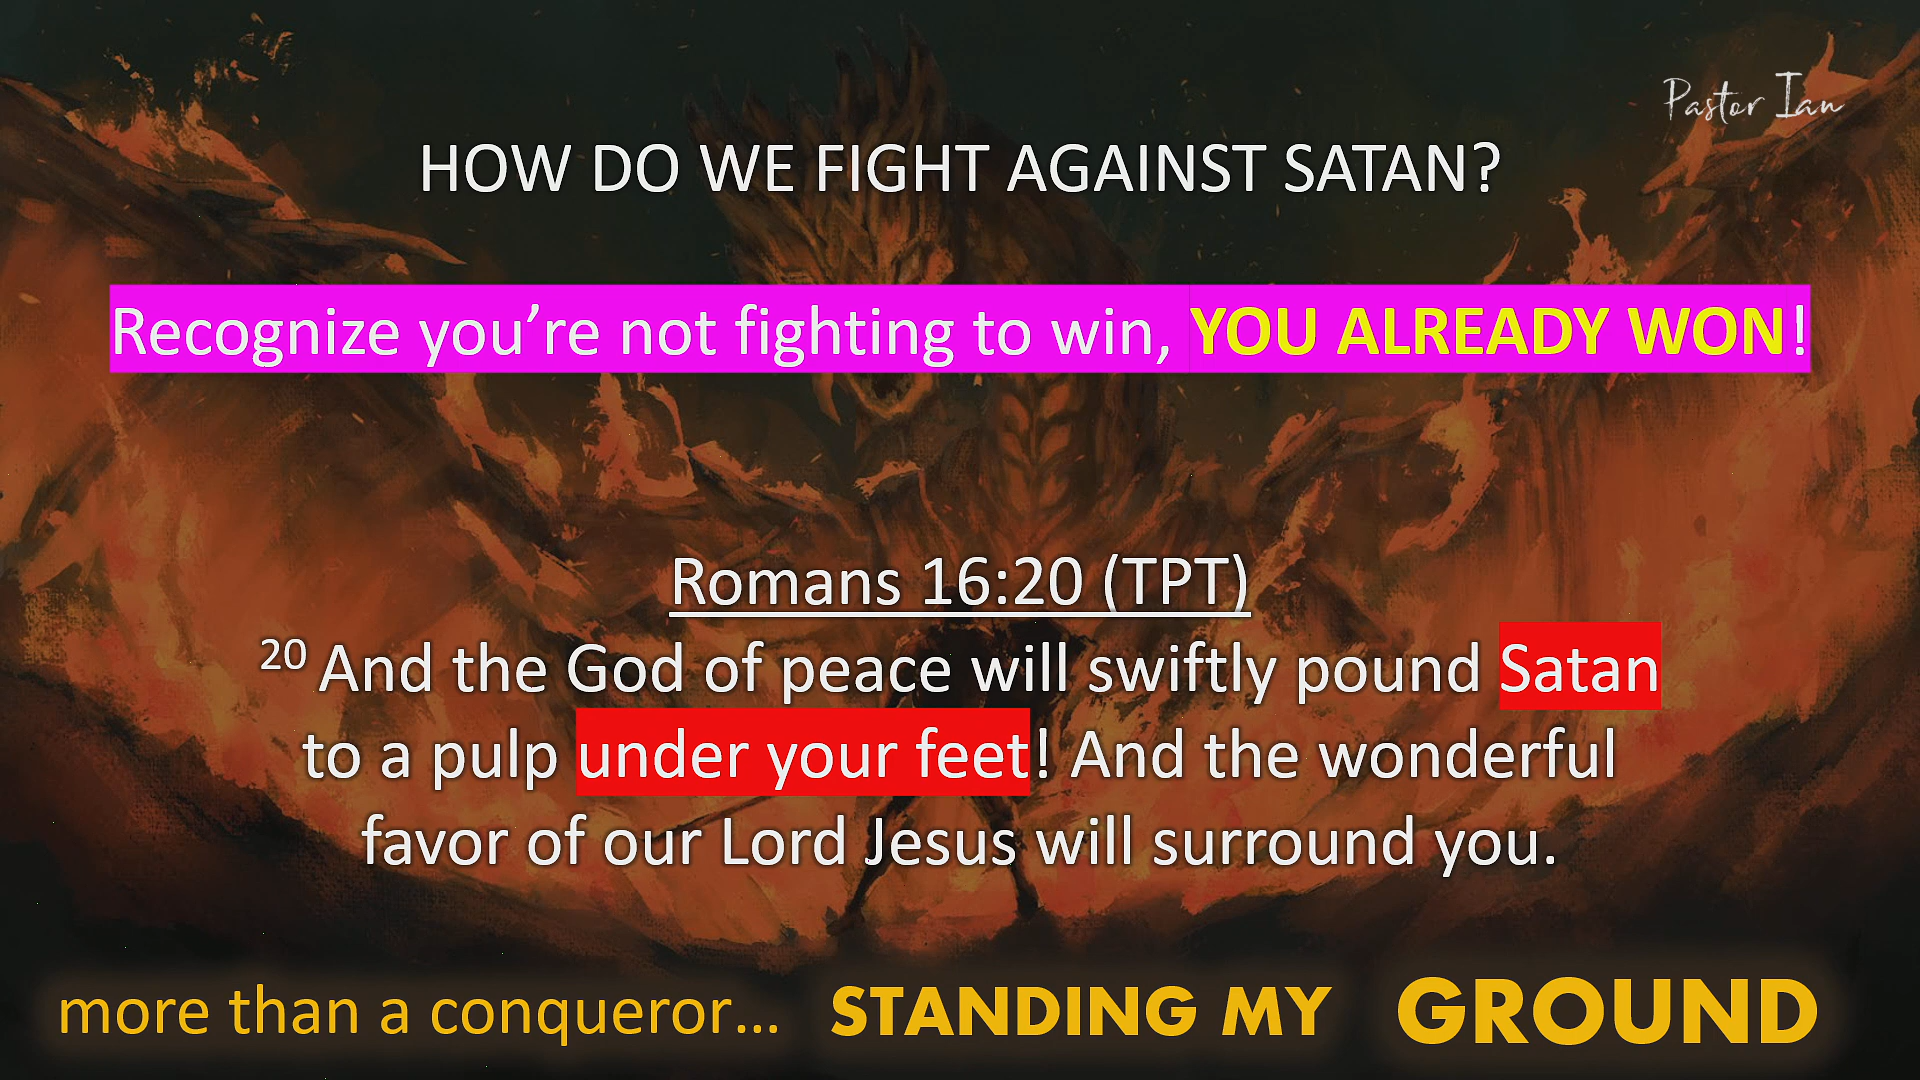 Pastor Ian
HOW DO WE FIGHT AGAINST SATAN?
Recognize you’re not fighting to win, YOU ALREADY WON!
Romans 16:20 (TPT)
20 And the God of peace will swiftly pound Satan
to a pulp under your feet! And the wonderful
favor of our Lord Jesus will surround you.
more than a conqueror... STANDING MY GROUND